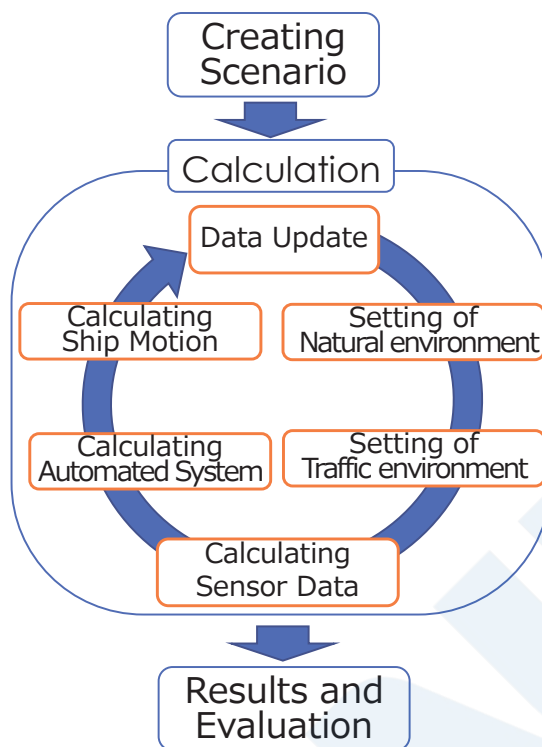 Creating
Scenario
Calculation
Data Update
Setting of
Natural environment
Setting of
Traffic environment
Calculating
Sensor Data
Calculating
Automated System
Calculating
Ship Motion
Results and
Evaluation